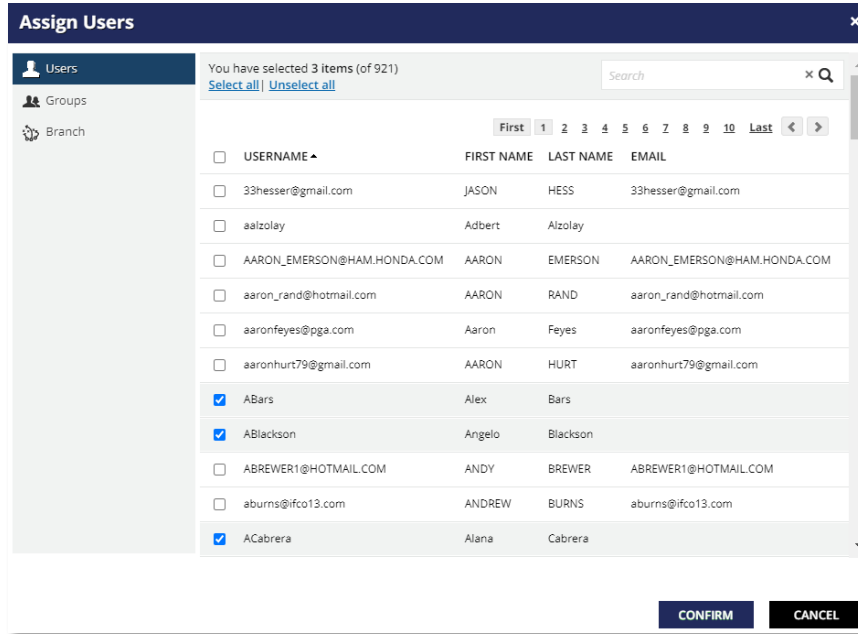 Assign Users
Users
Groups
Branch
You have selected 3 items (of 921)
Select all| Unselect all
Search
First 1 2 3 4 5 6 7 8 9 10 Last
USERNAME FIRST NAME LAST NAME EMAIL
33hesser@gmail.com JASON HESS 33hesser@gmail.com
aalzolay Adbert Alzolay
AARON_EMERSON@HAM.HONDA.COM AARON EMERSON AARON_EMERSON@HAM.HONDA.COM
aaron_rand@hotmail.com AARON RAND aaron_rand@hotmail.com
aaronfeyes@pga.com Aaron Feyes aaronfeyes@pga.com
aaronhurt79@gmail.com AARON HURT aaronhurt79@gmail.com
ABars Alex Bars
ABlackson Angelo Blackson
ABREWER1@HOTMAIL.COM ANDY BREWER ABREWER1@HOTMAIL.COM
aburns@ifco13.com ANDREW BURNS aburns@ifco13.com
ACabrera Alana Cabrera
CONFIRM CANCEL